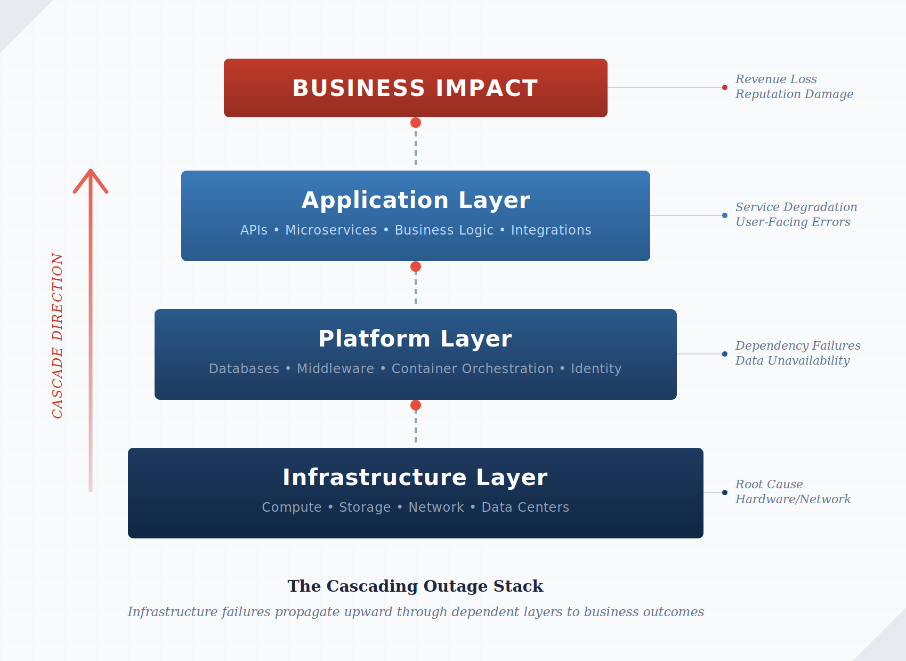 BUSINESS IMPACT
Revenue Loss
Reputation Damage
Application Layer
APIs • Microservices • Business Logic • Integrations
Service Degradation
User-Facing Errors
CASCADE DIRECTION
Platform Layer
Databases • Middleware • Container Orchestration • Identity
Dependency Failures
Data Unavailability
Infrastructure Layer
Compute • Storage • Network • Data Centers
Root Cause
Hardware/Network
The Cascading Outage Stack
Infrastructure failures propagate upward through dependent layers to business outcomes